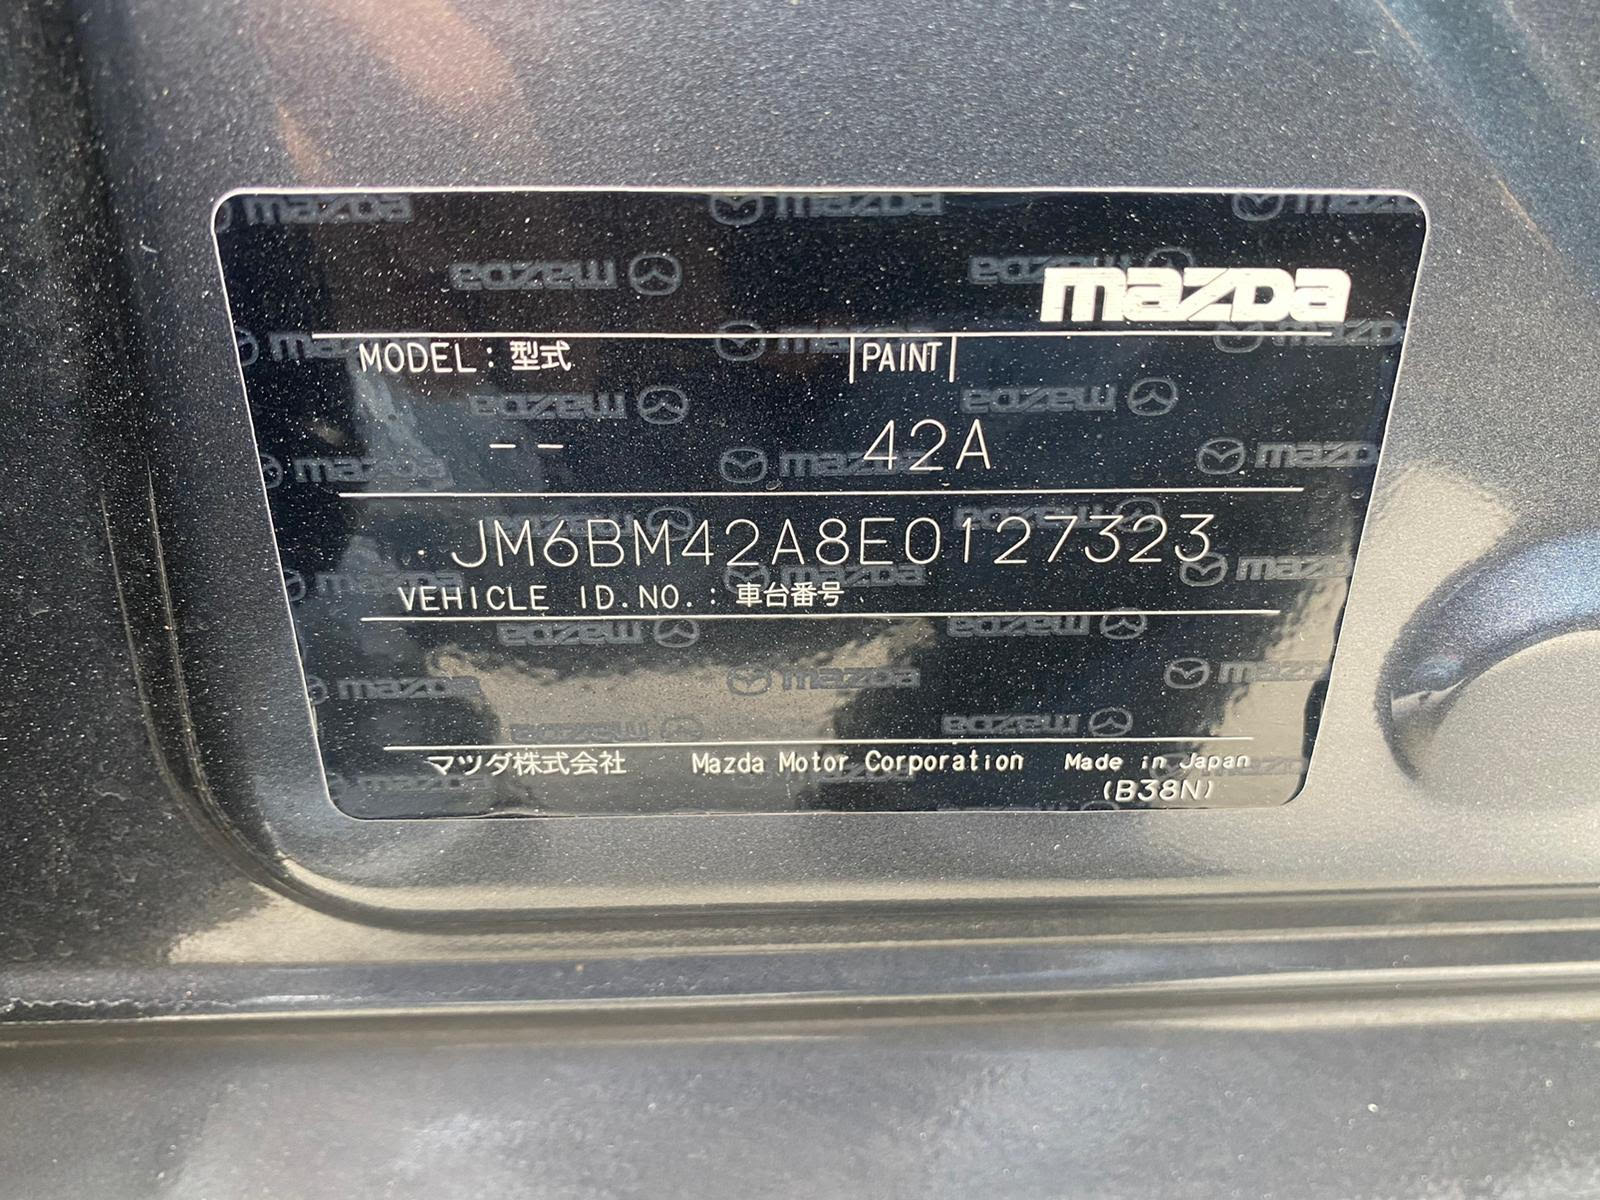 mazda
MODEL : 型式 PAINT
-- 42A
JM6BM42A8E0127323
VEHICLE ID.NO. : 車台番号
マツダ株式会社 Mazda Motor Corporation Made in Japan
(B38N)